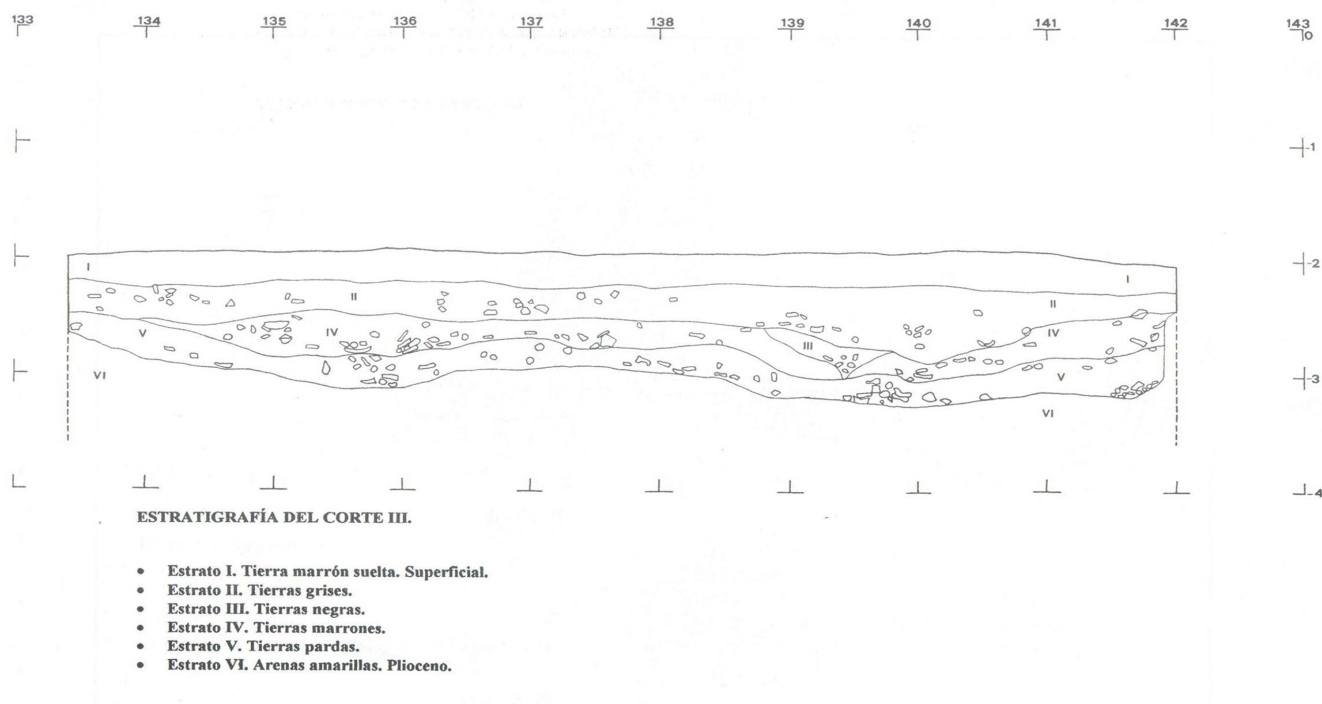 133 134 135 136 137 138 139 140 141 142 143
0
-1
-2
-3
-4
I I
II II
V IV III IV
VI V
VI
ESTRATIGRAFÍA DEL CORTE III.
• Estrato I. Tierra marrón suelta. Superficial.
• Estrato II. Tierras grises.
• Estrato III. Tierras negras.
• Estrato IV. Tierras marrones.
• Estrato V. Tierras pardas.
• Estrato VI. Arenas amarillas. Plioceno.